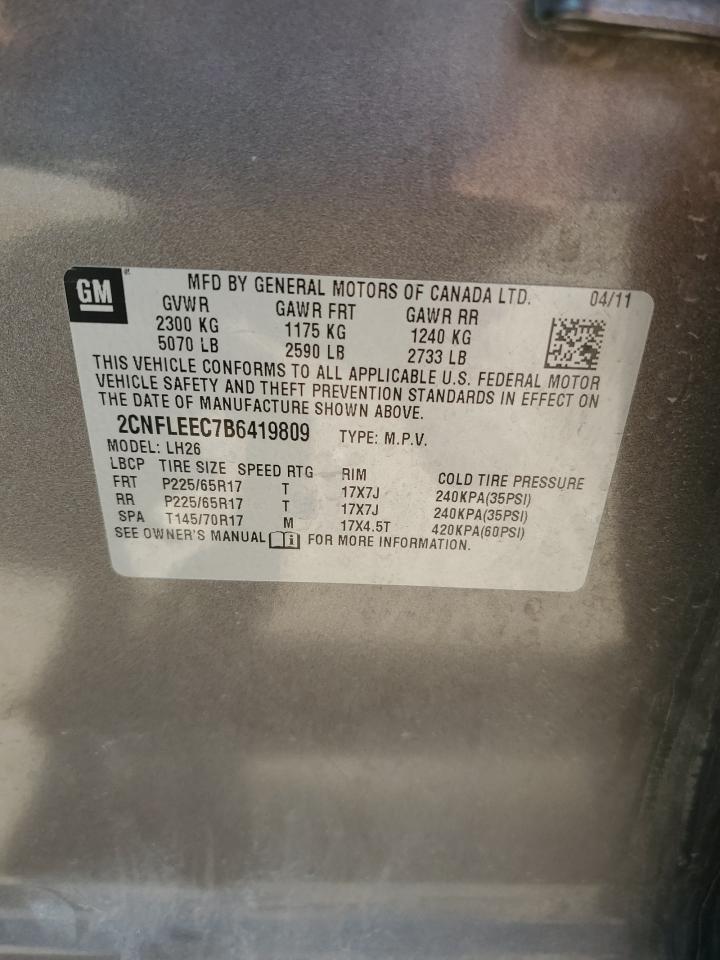 GM MFD BY GENERAL MOTORS OF CANADA LTD. 04/11
GVWR GAWR FRT GAWR RR
2300 KG 1175 KG 1240 KG
5070 LB 2590 LB 2733 LB
THIS VEHICLE CONFORMS TO ALL APPLICABLE U.S. FEDERAL MOTOR
VEHICLE SAFETY AND THEFT PREVENTION STANDARDS IN EFFECT ON
THE DATE OF MANUFACTURE SHOWN ABOVE.
2CNFLEEC7B6419809 TYPE: M.P.V.
MODEL: LH26
LBCP TIRE SIZE SPEED RTG RIM COLD TIRE PRESSURE
FRT P225/65R17 T 17X7J 240KPA(35PSI)
RR P225/65R17 T 17X7J 240KPA(35PSI)
SPA T145/70R17 M 17X4.5T 420KPA(60PSI)
SEE OWNER'S MANUAL i FOR MORE INFORMATION.